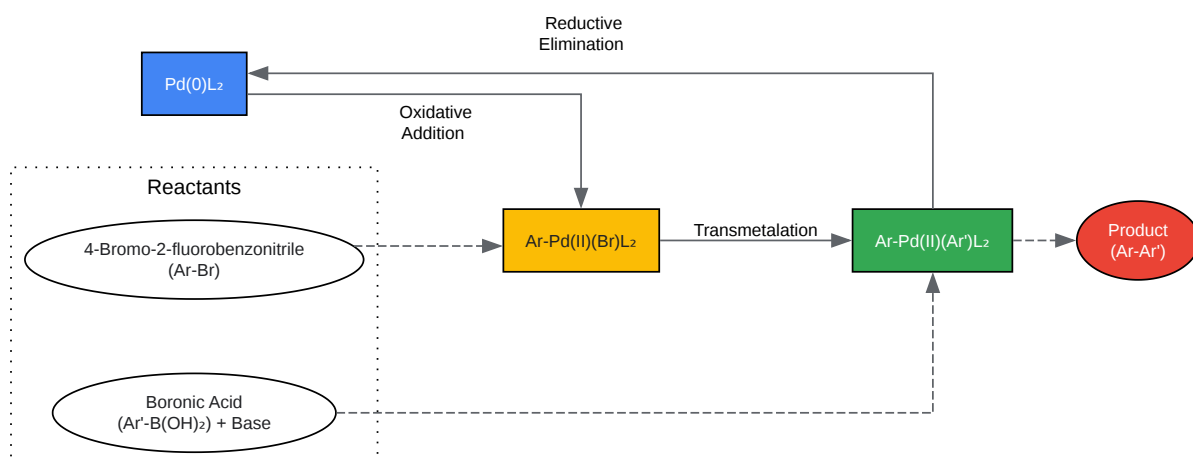 Reductive
Elimination
Pd(0)L₂
Oxidative
Addition
Reactants
4-Bromo-2-fluorobenzonitrile
(Ar-Br)
Ar-Pd(II)(Br)L₂
Transmetalation
Ar-Pd(II)(Ar')L₂
Product
(Ar-Ar')
Boronic Acid
(Ar'-B(OH)₂) + Base